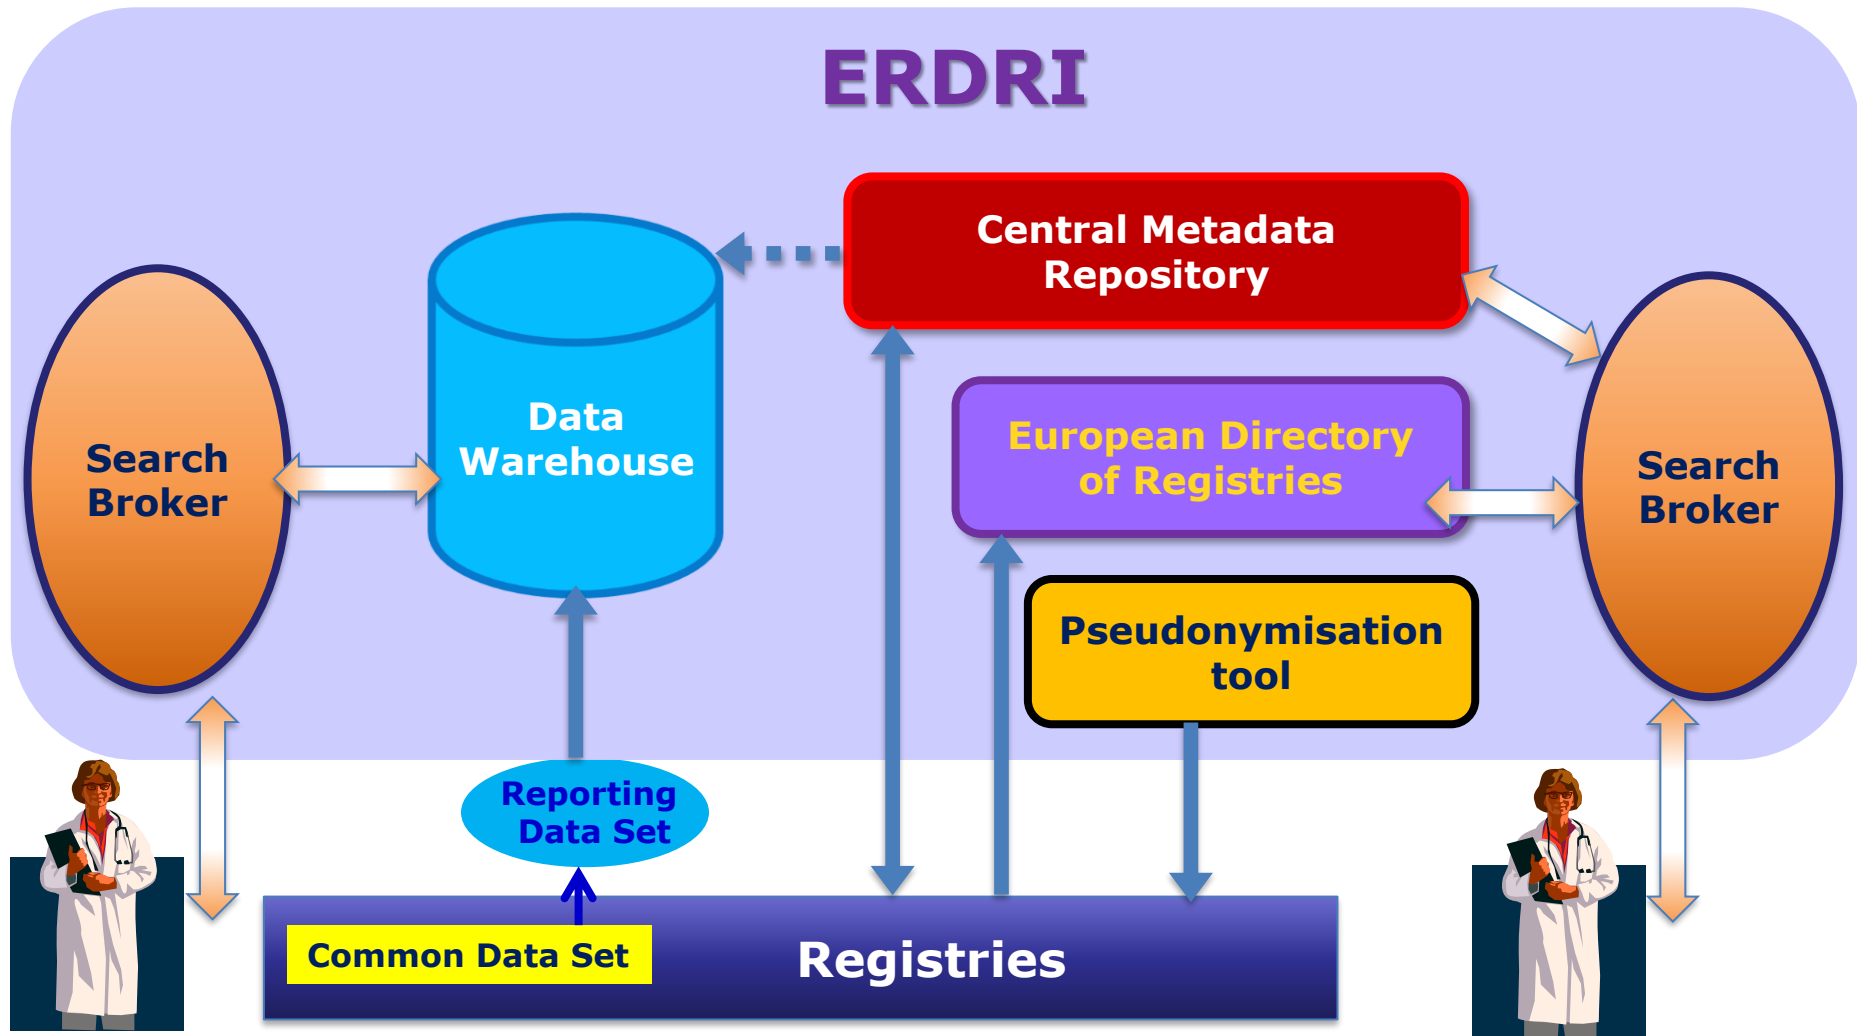 ERDRI
Central Metadata
Repository
Data
Warehouse
European Directory
of Registries
Search
Broker
Search
Broker
Pseudonymisation
tool
Reporting
Data Set
Common Data Set
Registries